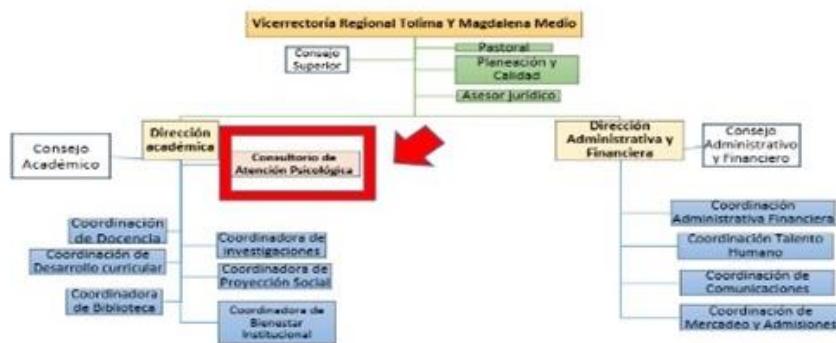 Vicerrectoría Regional Tolima Y Magdalena Medio
Consejo
Superior
Pastoral
Planeación y
Calidad
Asesor Jurídico
Dirección
académica
Consejo
Académico
Consultorio de
Atención Psicológica
Dirección
Administrativa y
Financiera
Consejo
Administrativo
y Financiero
Coordinación
de Docencia
Coordinación de
Desarrollo curricular
Coordinadora
de Biblioteca
Coordinadora de
investigaciones
Coordinadora de
Proyección Social
Coordinadora de
Bienestar
Institucional
Coordinación
Administrativa Financiera
Coordinación Talento
Humano
Coordinación de
Comunicaciones
Coordinación de
Mercadeo y Admisiones